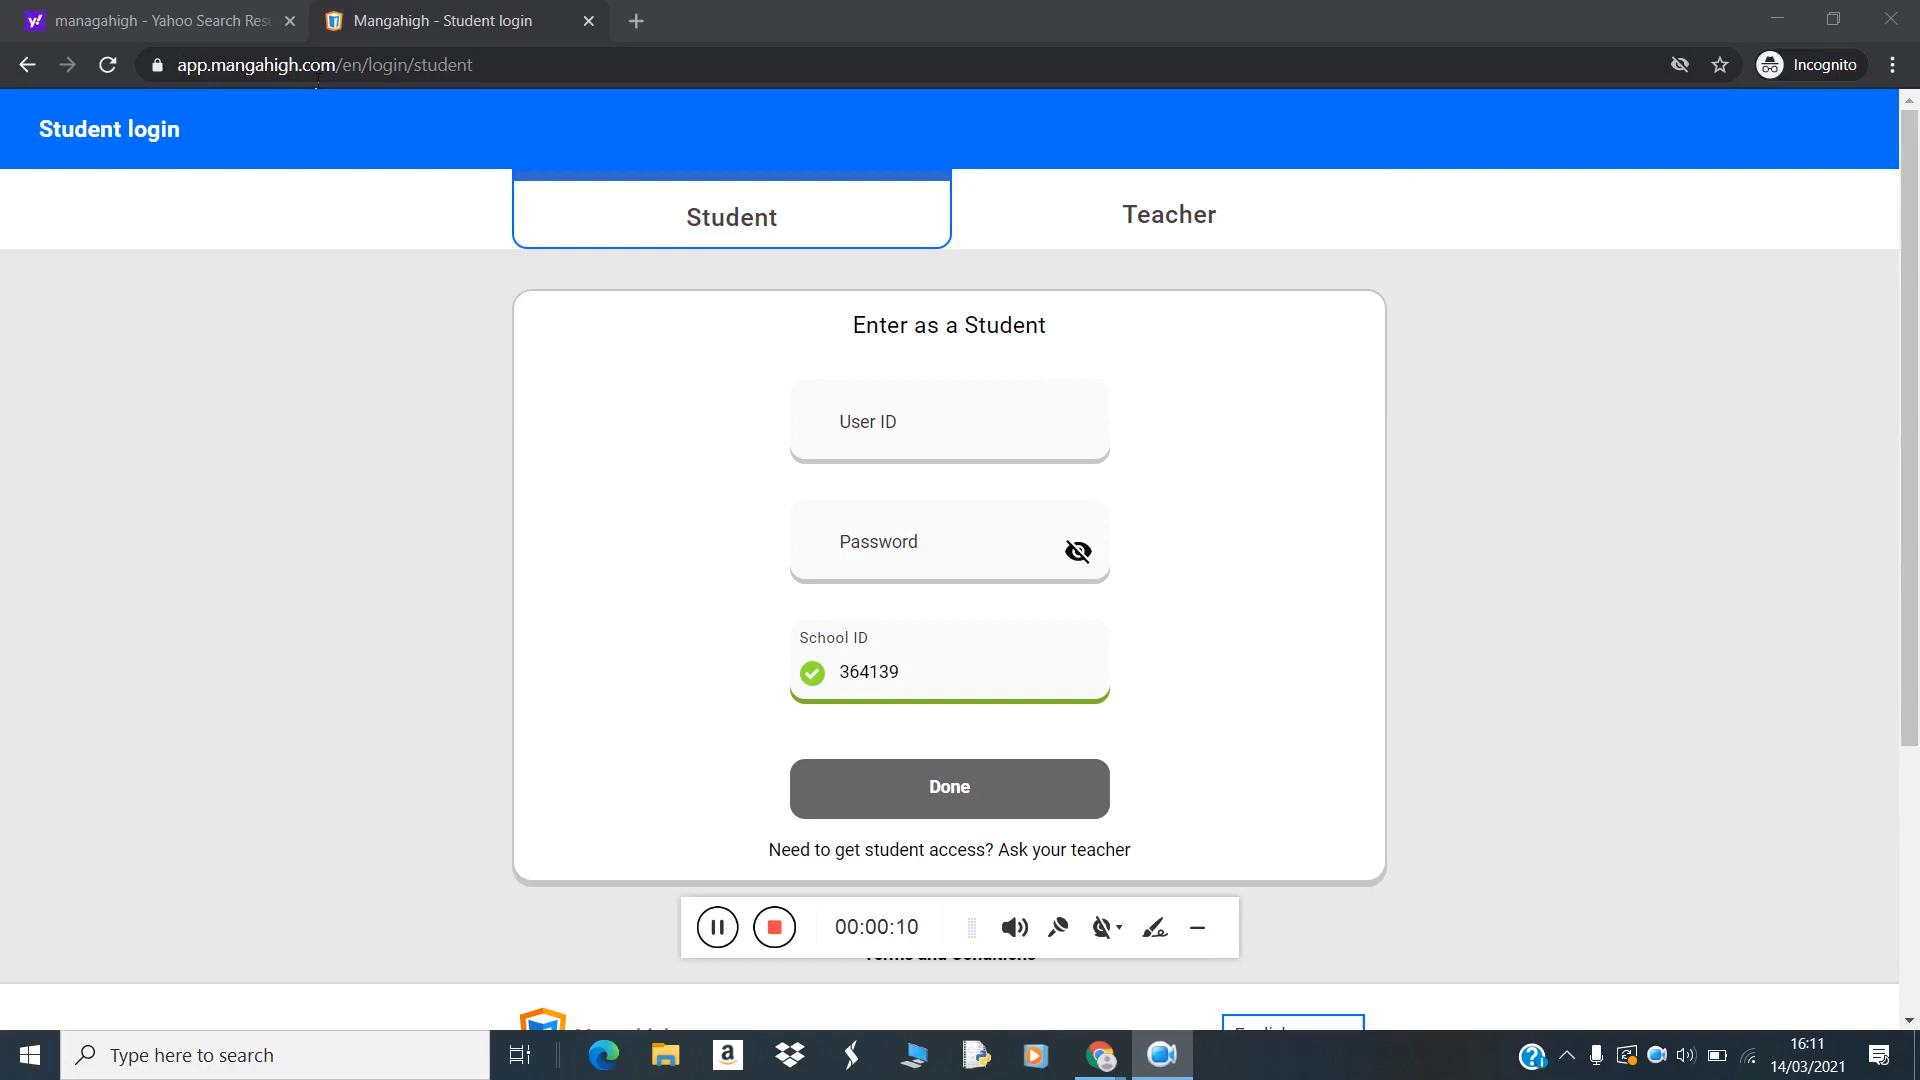 managahigh - Yahoo Search Res
Mangahigh - Student login
app.mangahigh.com/en/login/student
Incognito
Student login
Student
Teacher
Enter as a Student
User ID
Password
School ID
364139
Done
Need to get student access? Ask your teacher
00:00:10
Terms and Conditions
Type here to search
16:11
14/03/2021